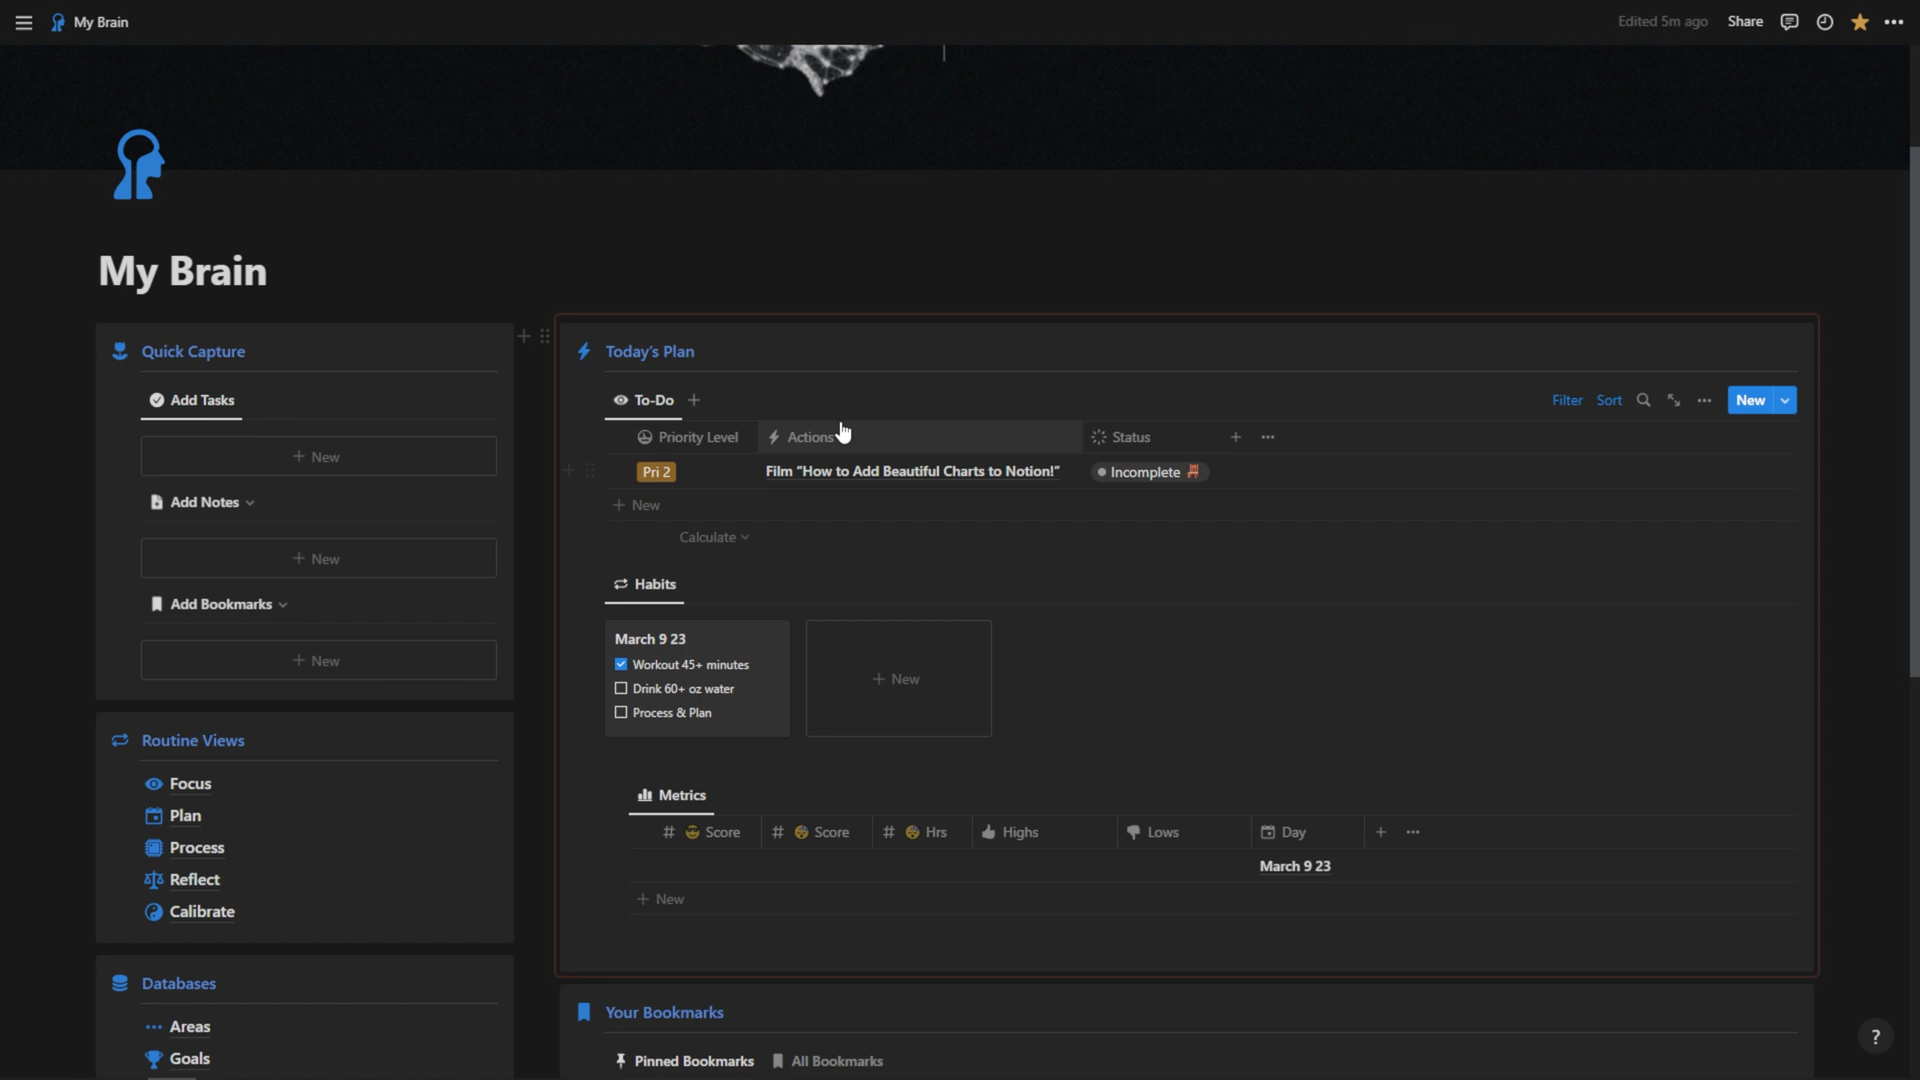 My Brain
Edited 5m ago Share
My Brain
Quick Capture
Add Tasks
+ New
Add Notes
+ New
Add Bookmarks
+ New
Routine Views
Focus
Plan
Process
Reflect
Calibrate
Databases
Areas
Goals
Today's Plan
To-Do +
Filter Sort New
Priority Level Actions Status +
Pri 2 Film “How to Add Beautiful Charts to Notion!” Incomplete
+ New
Calculate
Habits
March 9 23
Workout 45+ minutes
Drink 60+ oz water
Process & Plan
+ New
Metrics
# Score # Score # Hrs Highs Lows Day +
March 9 23
+ New
Your Bookmarks
Pinned Bookmarks All Bookmarks
?